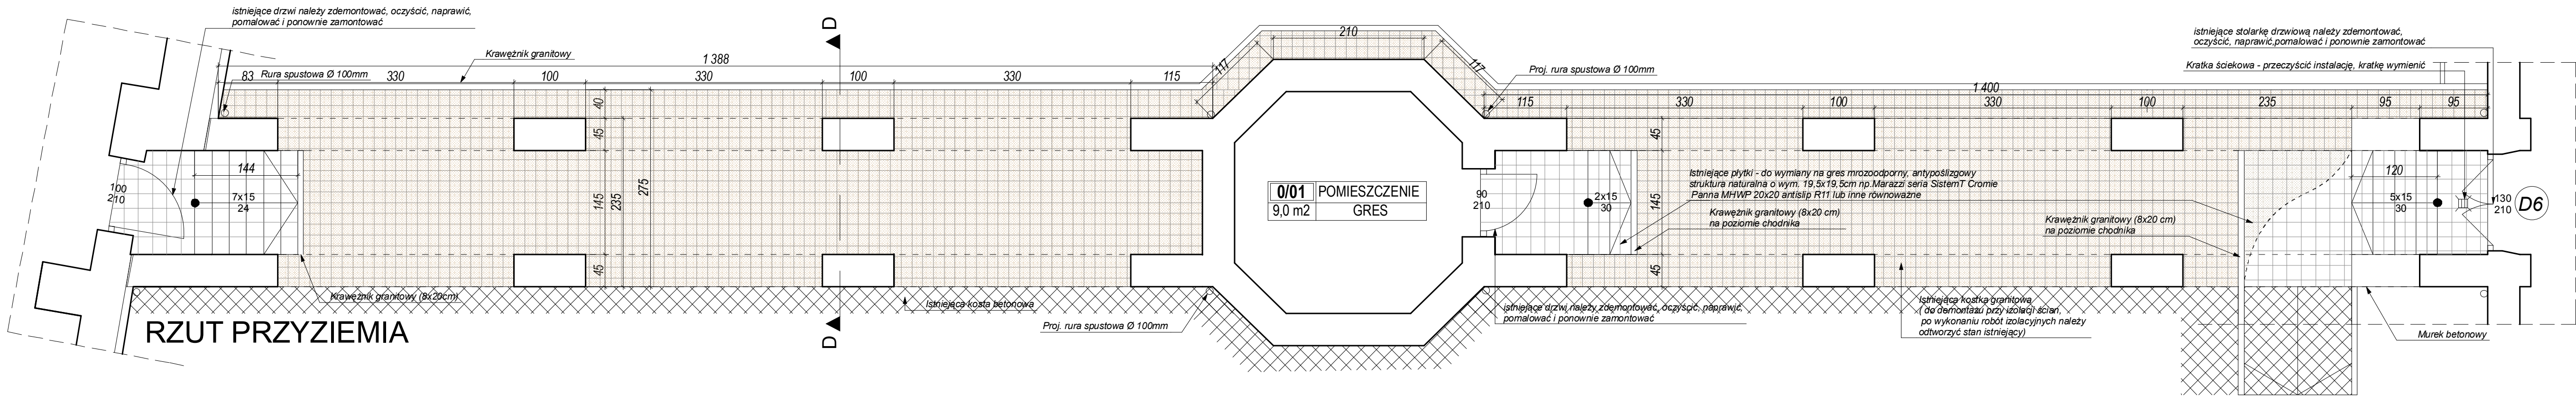 istniejące drzwi należy zdemontować, oczyścić, naprawić,
pomalować i ponownie zamontować
Krawężnik granitowy
1 388
83
Rura spustowa Ø 100mm
330
100
330
100
330
115
D
117
210
117
Proj. rura spustowa Ø 100mm
istniejące stolarkę drzwiową należy zdemontować,
oczyścić, naprawić,pomalować i ponownie zamontować
Kratka ściekowa - przeczyścić instalację, kratkę wymienić
1 400
115
330
100
330
100
235
95
95
40
45
145
45
235
275
100
210
144
7x15
24
0/01 POMIESZCZENIE
9,0 m2 GRES
90
210
2x15
30
45
145
45
Istniejące płytki - do wymiany na gres mrozoodporny, antypoślizgowy
struktura naturalna o wym. 19,5x19,5cm np.Marazzi seria SistemT Cromie
Panna MHWP 20x20 antislip R11 lub inne równoważne
Krawężnik granitowy (8x20 cm)
na poziomie chodnika
Krawężnik granitowy (8x20 cm)
na poziomie chodnika
120
5x15
30
130
210
D6
Krawężnik granitowy (8x20cm)
Istniejąca kosta betonowa
D
Proj. rura spustowa Ø 100mm
istniejące drzwi należy zdemontować, oczyścić, naprawić,
pomalować i ponownie zamontować
Istniejąca kostka granitowa
( do demontażu przy izolacji ścian,
po wykonaniu robót izolacyjnych należy
odtworzyć stan istniejący)
Murek betonowy
RZUT PRZYZIEMIA